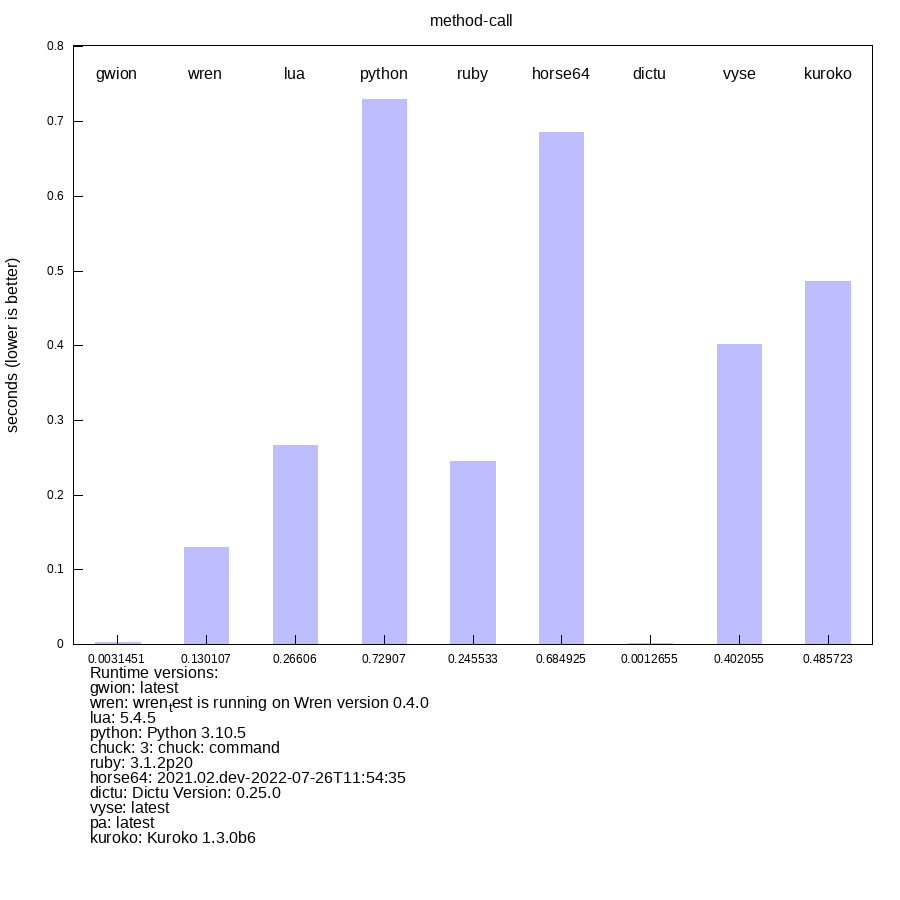 method-call
seconds (lower is better)
0.8
0.7
0.6
0.5
0.4
0.3
0.2
0.1
0
gwion wren lua python ruby horse64 dictu vyse kuroko
0.0031451 0.130107 0.26606 0.72907 0.245533 0.684925 0.0012655 0.402055 0.485723
Runtime versions:
gwion: latest
wren: wrentest is running on Wren version 0.4.0
lua: 5.4.5
python: Python 3.10.5
chuck: 3: chuck: command
ruby: 3.1.2p20
horse64: 2021.02.dev-2022-07-26T11:54:35
dictu: Dictu Version: 0.25.0
vyse: latest
pa: latest
kuroko: Kuroko 1.3.0b6